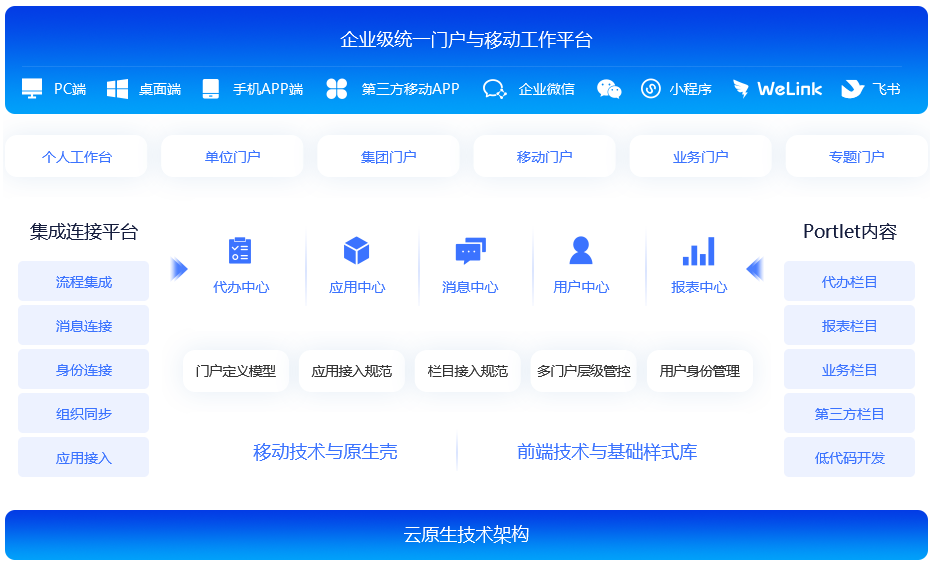 企业级统一门户与移动工作平台
PC端 桌面端 手机APP端 第三方移动APP 企业微信 小程序 WeLink 飞书
个人工作台 单位门户 集团门户 移动门户 业务门户 专题门户
集成连接平台
流程集成
消息连接
身份连接
组织同步
应用接入
代办中心 应用中心 消息中心 用户中心 报表中心
门户定义模型 应用接入规范 栏目接入规范 多门户层级管控 用户身份管理
移动技术与原生壳 前端技术与基础样式库
Portlet内容
代办栏目
报表栏目
业务栏目
第三方栏目
低代码开发
云原生技术架构